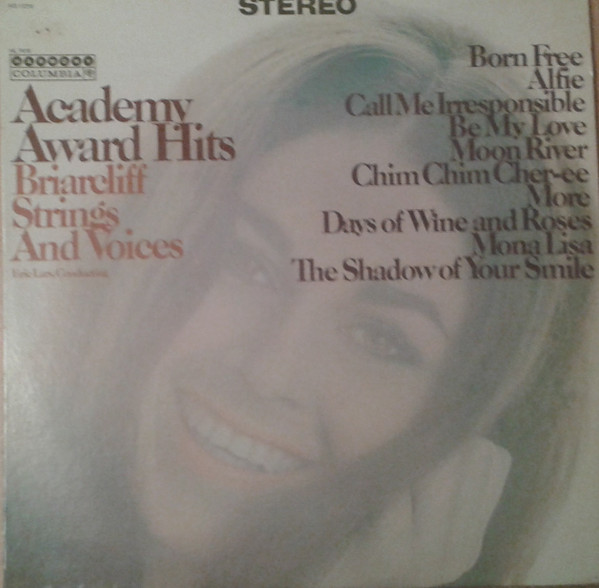 STEREO
HARMONY
COLUMBIA
Academy
Award Hits
Briarcliff
Strings
And Voices
Born Free
Alfie
Call Me Irresponsible
Be My Love
Moon River
Chim Chim Cher-ee
More
Days of Wine and Roses
Mona Lisa
The Shadow of Your Smile